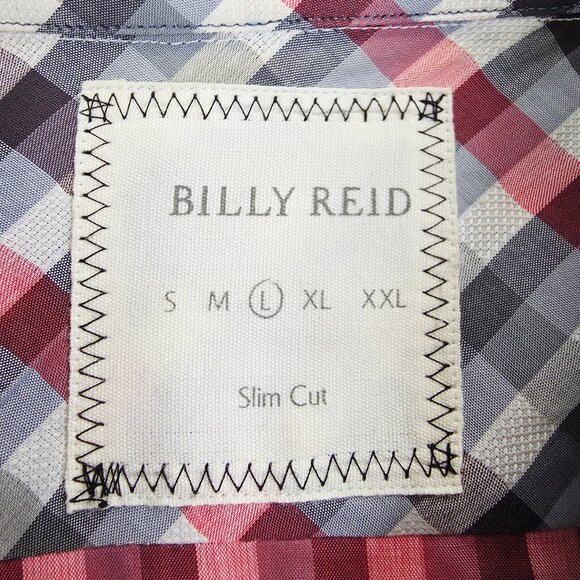 BILLY REID
S M L XL XXL
Slim Cut